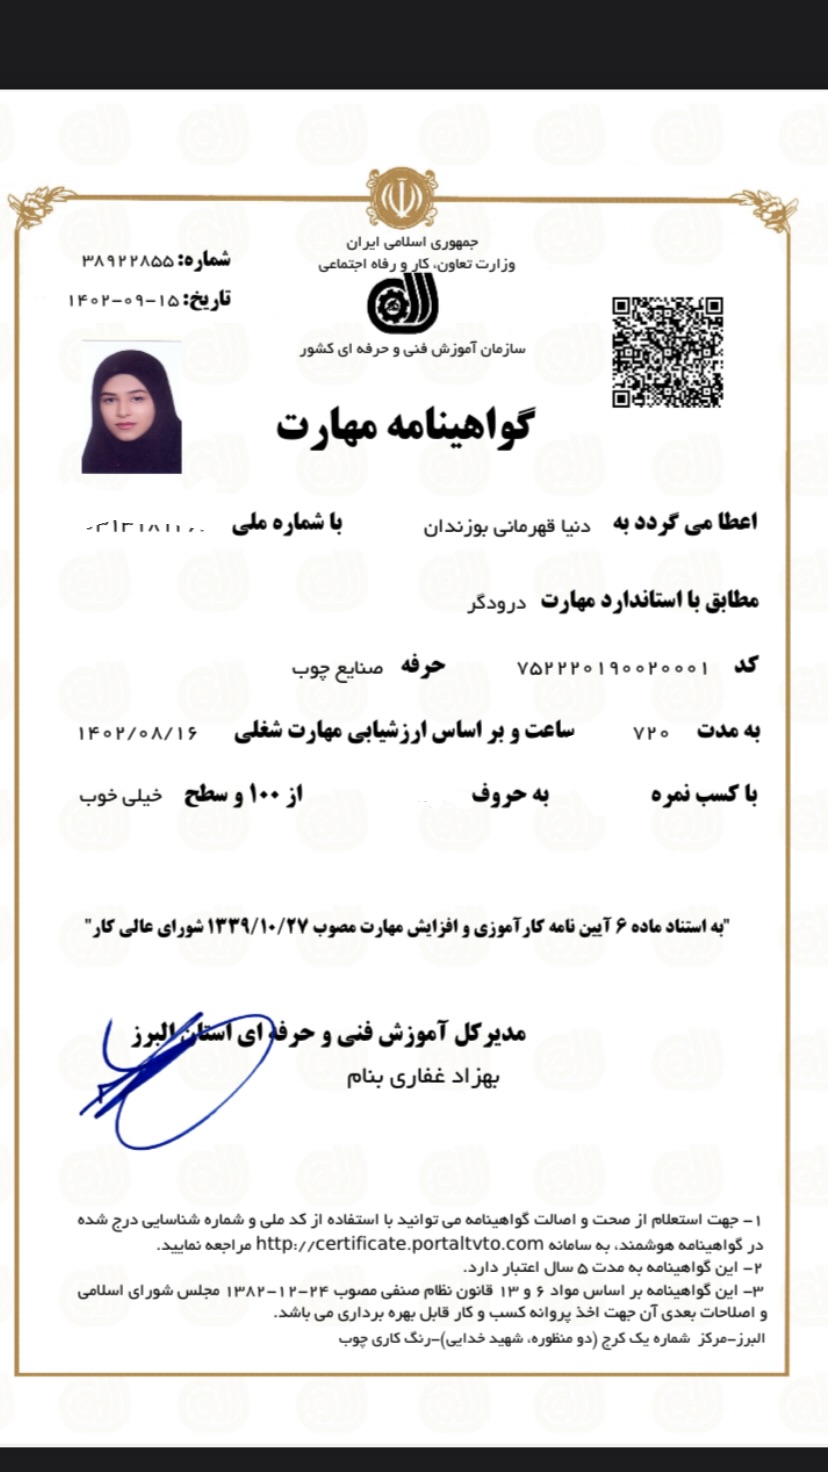 جمهوری اسلامی ایران
وزارت تعاون، کار و رفاه اجتماعی
سازمان آموزش فنی و حرفه ای کشور
شماره: ۳۸۹۲۲۸۵۵
تاریخ: ۱۴۰۲-۰۹-۱۵
گواهینامه مهارت
اعطا می گردد به دنیا قهرمانی بوزندان با شماره ملی
مطابق با استاندارد مهارت درودگر
کد ۷۵۲۲۲۰۱۹۰۰۲۰۰۰۱ حرفه صنایع چوب
به مدت ۷۲۰ ساعت و بر اساس ارزشیابی مهارت شغلی ۱۴۰۲/۰۸/۱۶
با کسب نمره به حروف از ۱۰۰ و سطح خیلی خوب
"به استناد ماده ۶ آیین نامه کارآموزی و افزایش مهارت مصوب ۱۳۳۹/۱۰/۲۷ شورای عالی کار"
مدیرکل آموزش فنی و حرفه ای استان البرز
بهزاد غفاری بنام
۱- جهت استعلام از صحت و اصالت گواهینامه می توانید با استفاده از کد ملی و شماره شناسایی درج شده
در گواهینامه هوشمند، به سامانه http://certificate.portaltvto.com مراجعه نمایید.
۲- این گواهینامه به مدت ۵ سال اعتبار دارد.
۳- این گواهینامه بر اساس مواد ۶ و ۱۳ قانون نظام صنفی مصوب ۲۴-۱۲-۱۳۸۲ مجلس شورای اسلامی
و اصلاحات بعدی آن جهت اخذ پروانه کسب و کار قابل بهره برداری می باشد.
البرز-مرکز شماره یک کرج (دو منظوره، شهید خدایی)-رنگ کاری چوب